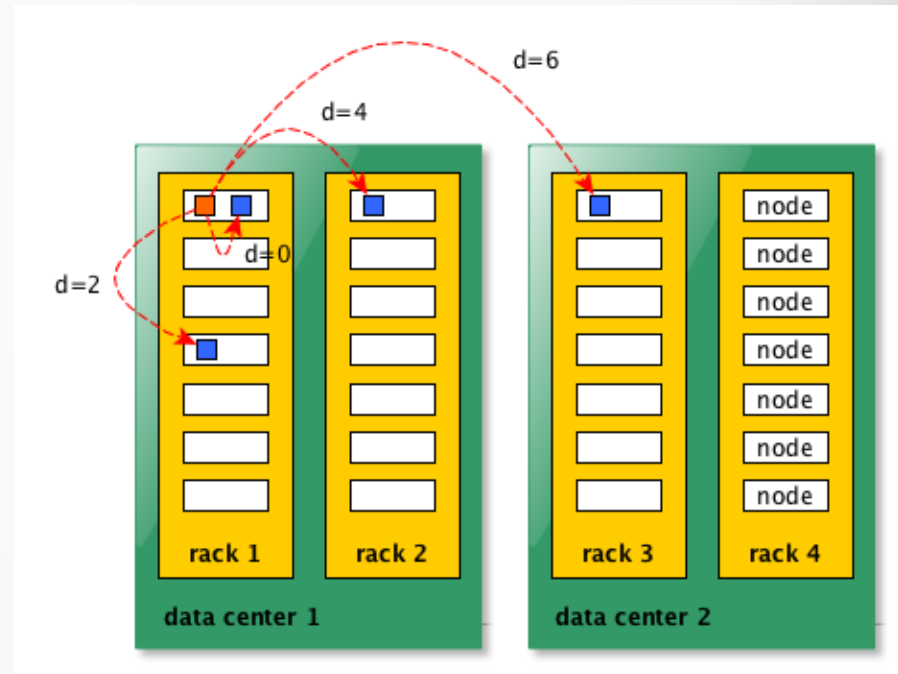 d=6
d=4
d=0
d=2
node
node
node
node
node
node
node
rack 1
rack 2
rack 3
rack 4
data center 1
data center 2